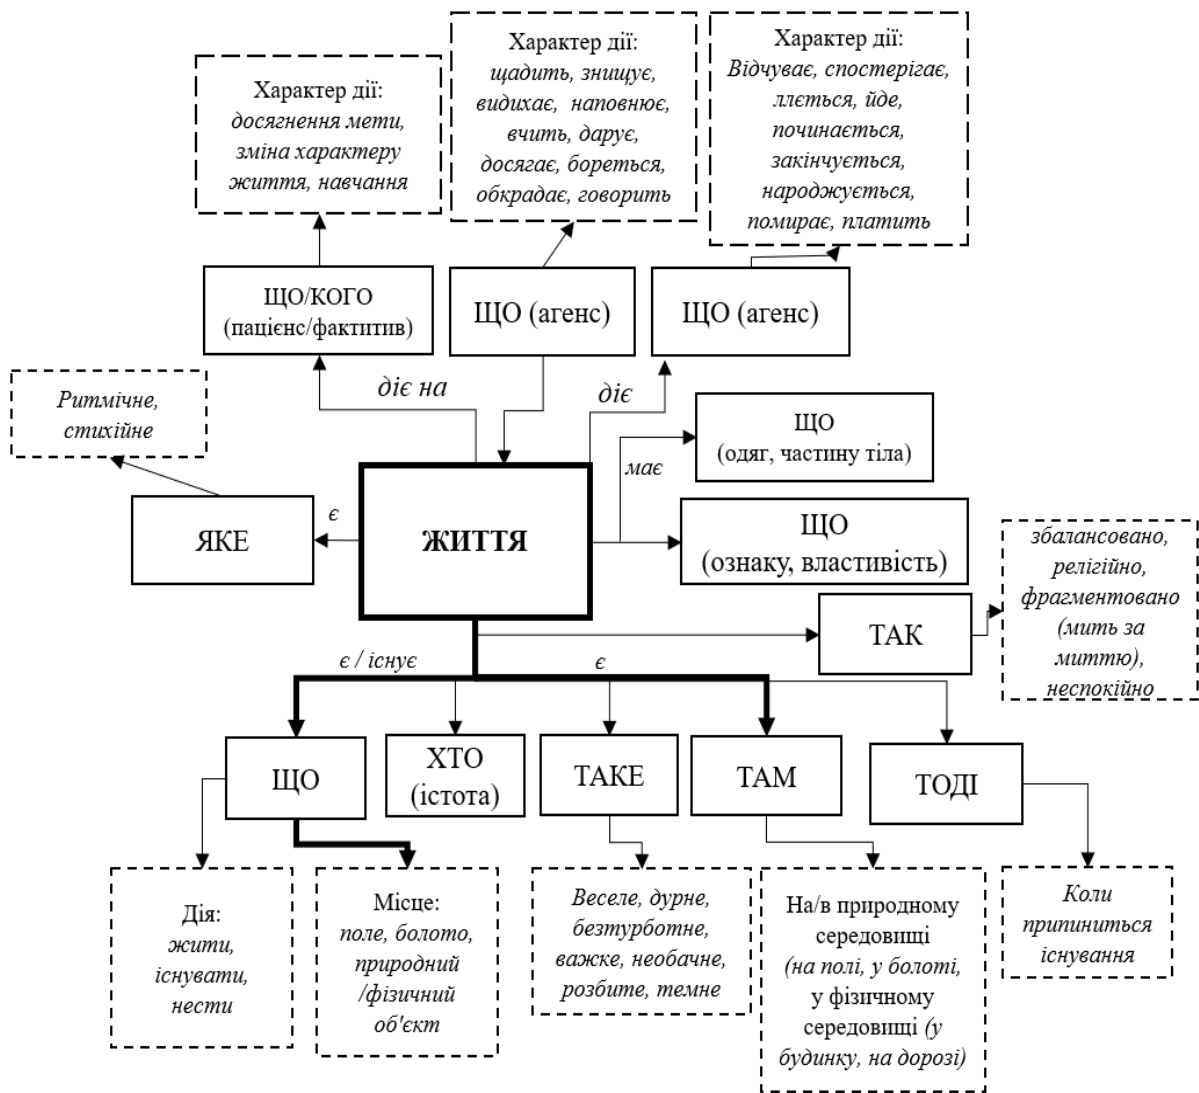 Характер дії:
досягнення мети,
зміна характеру
життя, навчання
Характер дії:
щадить, знищує,
видихає, наповнює,
вчить, дарує,
досягає, бореться,
обкрадає, говорить
Характер дії:
Відчуває, спостерігає,
ллється, йде,
починається,
закінчується,
народжується,
помирає, платить
ЩО/КОГО
(пацієнс/фактитив)
ЩО (агенс)
ЩО (агенс)
діє на
діє
Ритмічне,
стихійне
ЩО
(одяг, частину тіла)
має
ЯКЕ
є
ЖИТТЯ
ЩО
(ознаку, властивість)
ТАК
збалансовано,
релігійно,
фрагментовано
(мить за
миттю),
неспокійно
є / існує
є
ЩО
ХТО
(істота)
ТАКЕ
ТАМ
ТОДІ
Дія:
жити,
існувати,
нести
Місце:
поле, болото,
природний
/фізичний
об'єкт
Веселе, дурне,
безтурботне,
важке, необачне,
розбите, темне
На/в природному
середовищі
(на полі, у болоті,
у фізичному
середовищі (у
будинку, на дорозі)
Коли
припиниться
існування